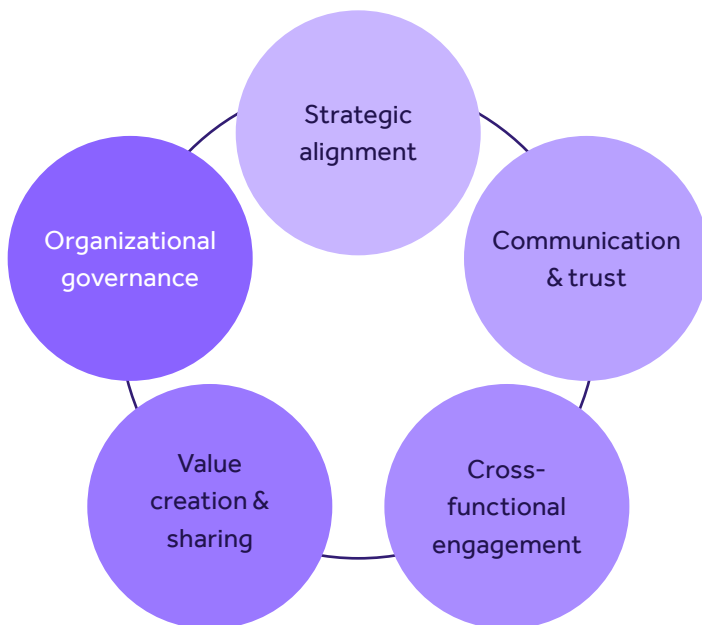 Strategic
alignment
Communication
& trust
Cross-
functional
engagement
Value
creation &
sharing
Organizational
governance